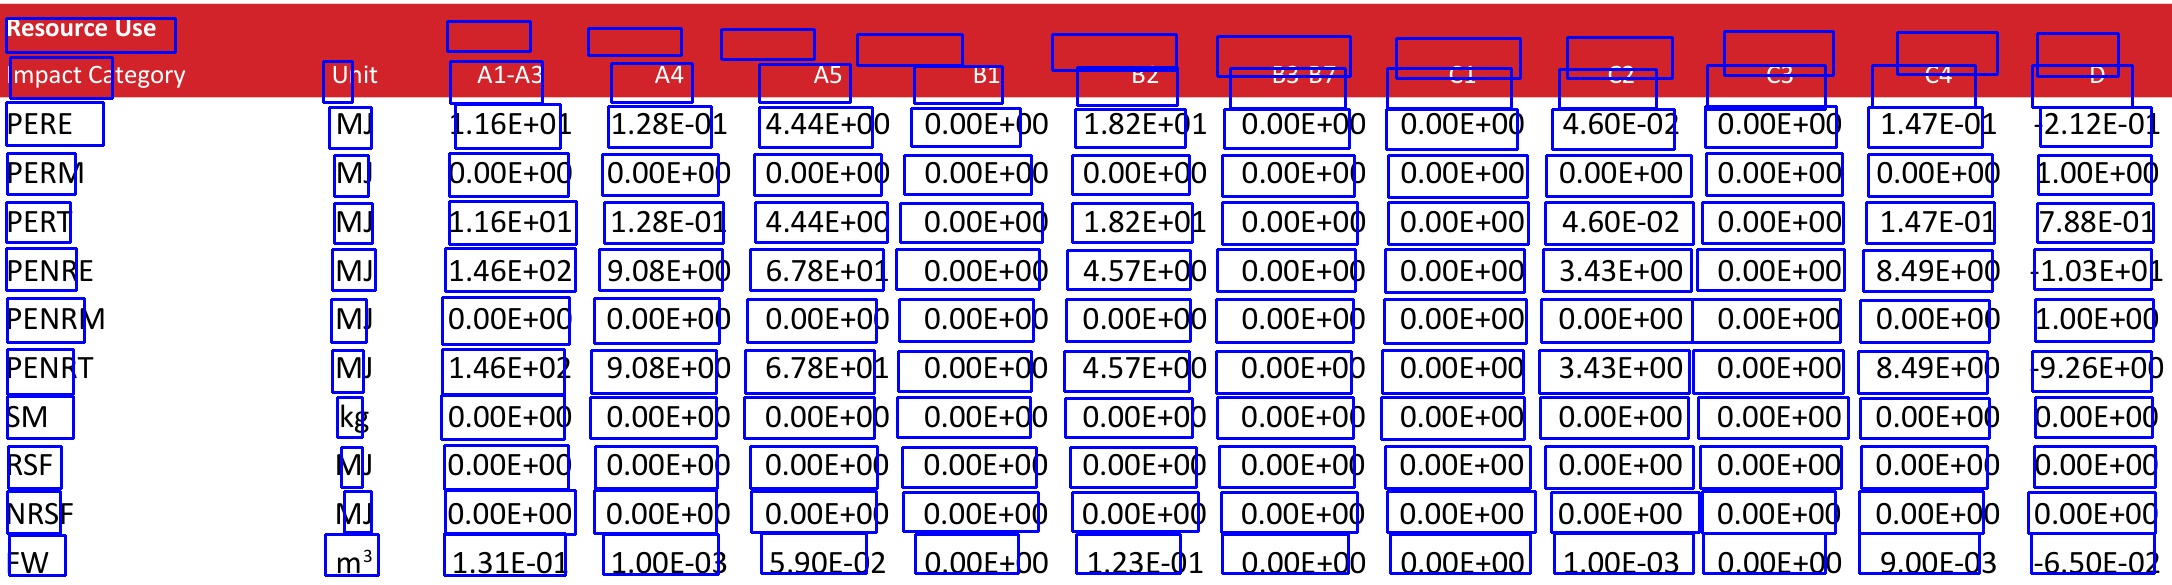 Resource Use
Impact Category Unit A1-A3 A4 A5 B1 B2 B3-B7 C1 C2 C3 C4 D
PERE MJ 1.16E+01 1.28E-01 4.44E+00 0.00E+00 1.82E+01 0.00E+00 0.00E+00 4.60E-02 0.00E+00 1.47E-01 -2.12E-01
PERM MJ 0.00E+00 0.00E+00 0.00E+00 0.00E+00 0.00E+00 0.00E+00 0.00E+00 0.00E+00 0.00E+00 0.00E+00 1.00E+00
PERT MJ 1.16E+01 1.28E-01 4.44E+00 0.00E+00 1.82E+01 0.00E+00 0.00E+00 4.60E-02 0.00E+00 1.47E-01 7.88E-01
PENRE MJ 1.46E+02 9.08E+00 6.78E+01 0.00E+00 4.57E+00 0.00E+00 0.00E+00 3.43E+00 0.00E+00 8.49E+00 -1.03E+01
PENRM MJ 0.00E+00 0.00E+00 0.00E+00 0.00E+00 0.00E+00 0.00E+00 0.00E+00 0.00E+00 0.00E+00 0.00E+00 1.00E+00
PENRT MJ 1.46E+02 9.08E+00 6.78E+01 0.00E+00 4.57E+00 0.00E+00 0.00E+00 3.43E+00 0.00E+00 8.49E+00 -9.26E+00
SM kg 0.00E+00 0.00E+00 0.00E+00 0.00E+00 0.00E+00 0.00E+00 0.00E+00 0.00E+00 0.00E+00 0.00E+00 0.00E+00
RSF MJ 0.00E+00 0.00E+00 0.00E+00 0.00E+00 0.00E+00 0.00E+00 0.00E+00 0.00E+00 0.00E+00 0.00E+00 0.00E+00
NRSF MJ 0.00E+00 0.00E+00 0.00E+00 0.00E+00 0.00E+00 0.00E+00 0.00E+00 0.00E+00 0.00E+00 0.00E+00 0.00E+00
FW m³ 1.31E-01 1.00E-03 5.90E-02 0.00E+00 1.23E-01 0.00E+00 0.00E+00 1.00E-03 0.00E+00 9.00E-03 -6.50E-02